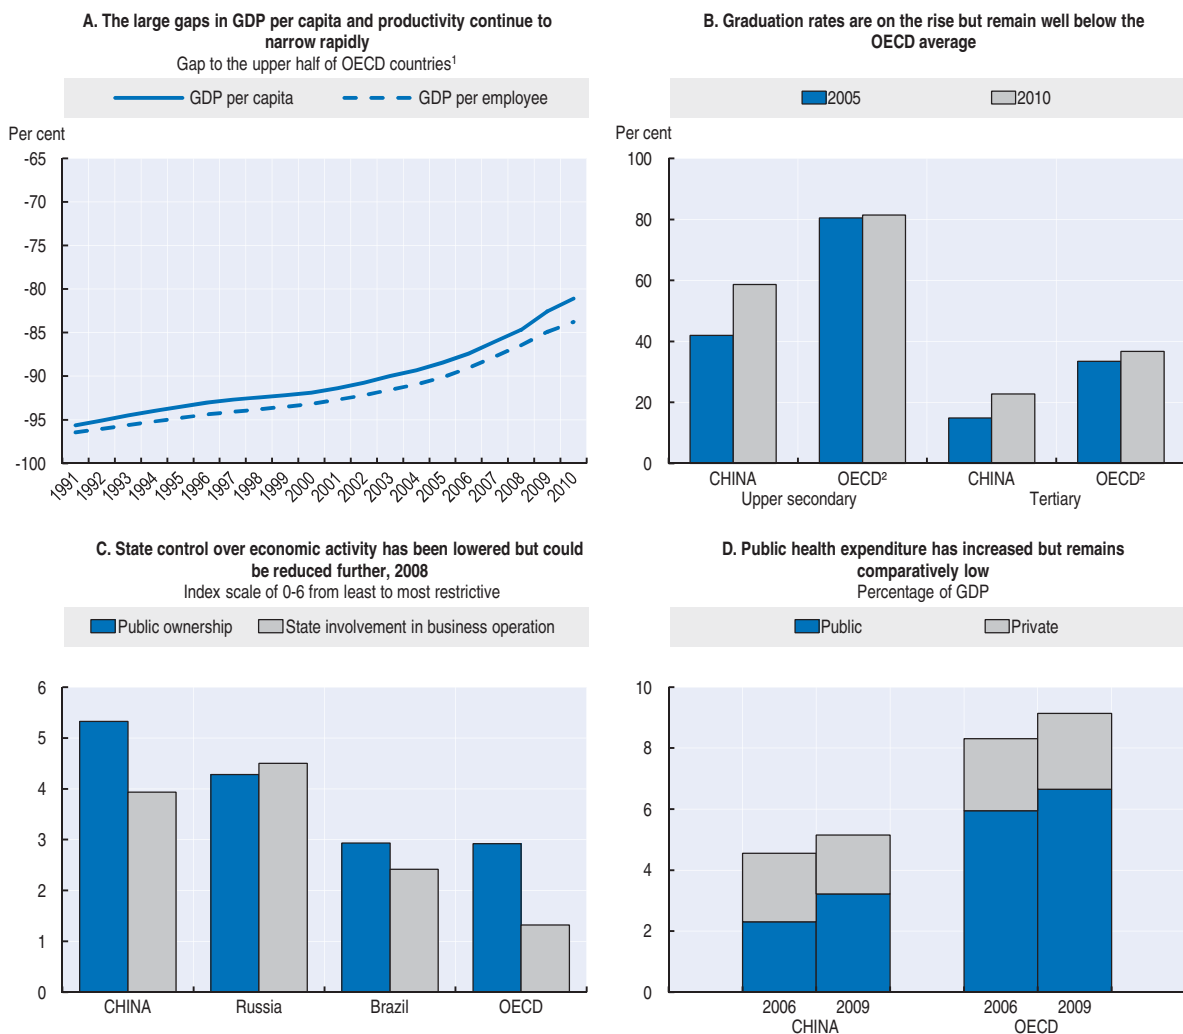 A. The large gaps in GDP per capita and productivity continue to
narrow rapidly
Gap to the upper half of OECD countries¹
GDP per capita GDP per employee
Per cent
-65
-70
-75
-80
-85
-90
-95
-100
1991 1992 1993 1994 1995 1996 1997 1998 1999 2000 2001 2002 2003 2004 2005 2006 2007 2008 2009 2010
B. Graduation rates are on the rise but remain well below the
OECD average
2005 2010
Per cent
100
80
60
40
20
0
CHINA OECD² CHINA OECD²
Upper secondary Tertiary
C. State control over economic activity has been lowered but could
be reduced further, 2008
Index scale of 0-6 from least to most restrictive
Public ownership State involvement in business operation
6
5
4
3
2
1
0
CHINA Russia Brazil OECD
D. Public health expenditure has increased but remains
comparatively low
Percentage of GDP
Public Private
10
8
6
4
2
0
2006 2009 2006 2009
CHINA OECD